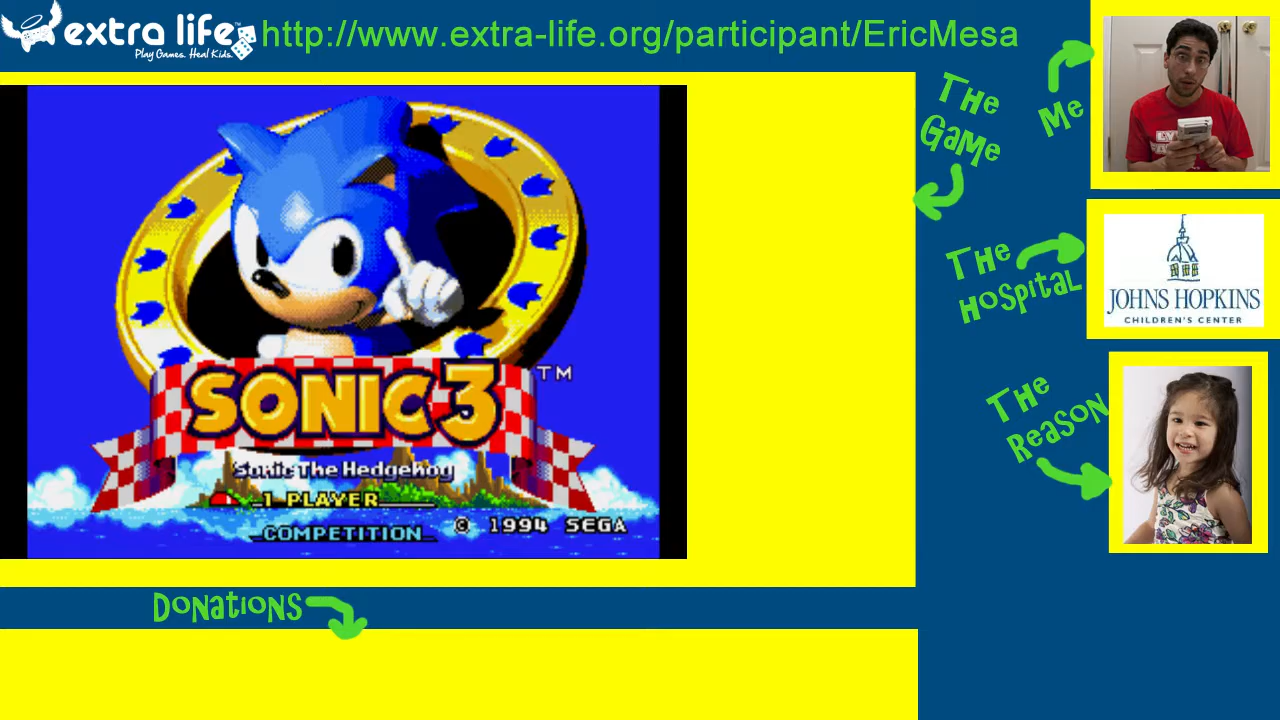 extra life™
Play Games. Heal Kids.
http://www.extra-life.org/participant/EricMesa
THE GAME
ME
THE HOSPITAL
JOHNS HOPKINS
CHILDREN'S CENTER
THE REASON
SONIC 3 TM
Sonic The Hedgehog
1 PLAYER
COMPETITION
© 1994 SEGA
DONATIONS